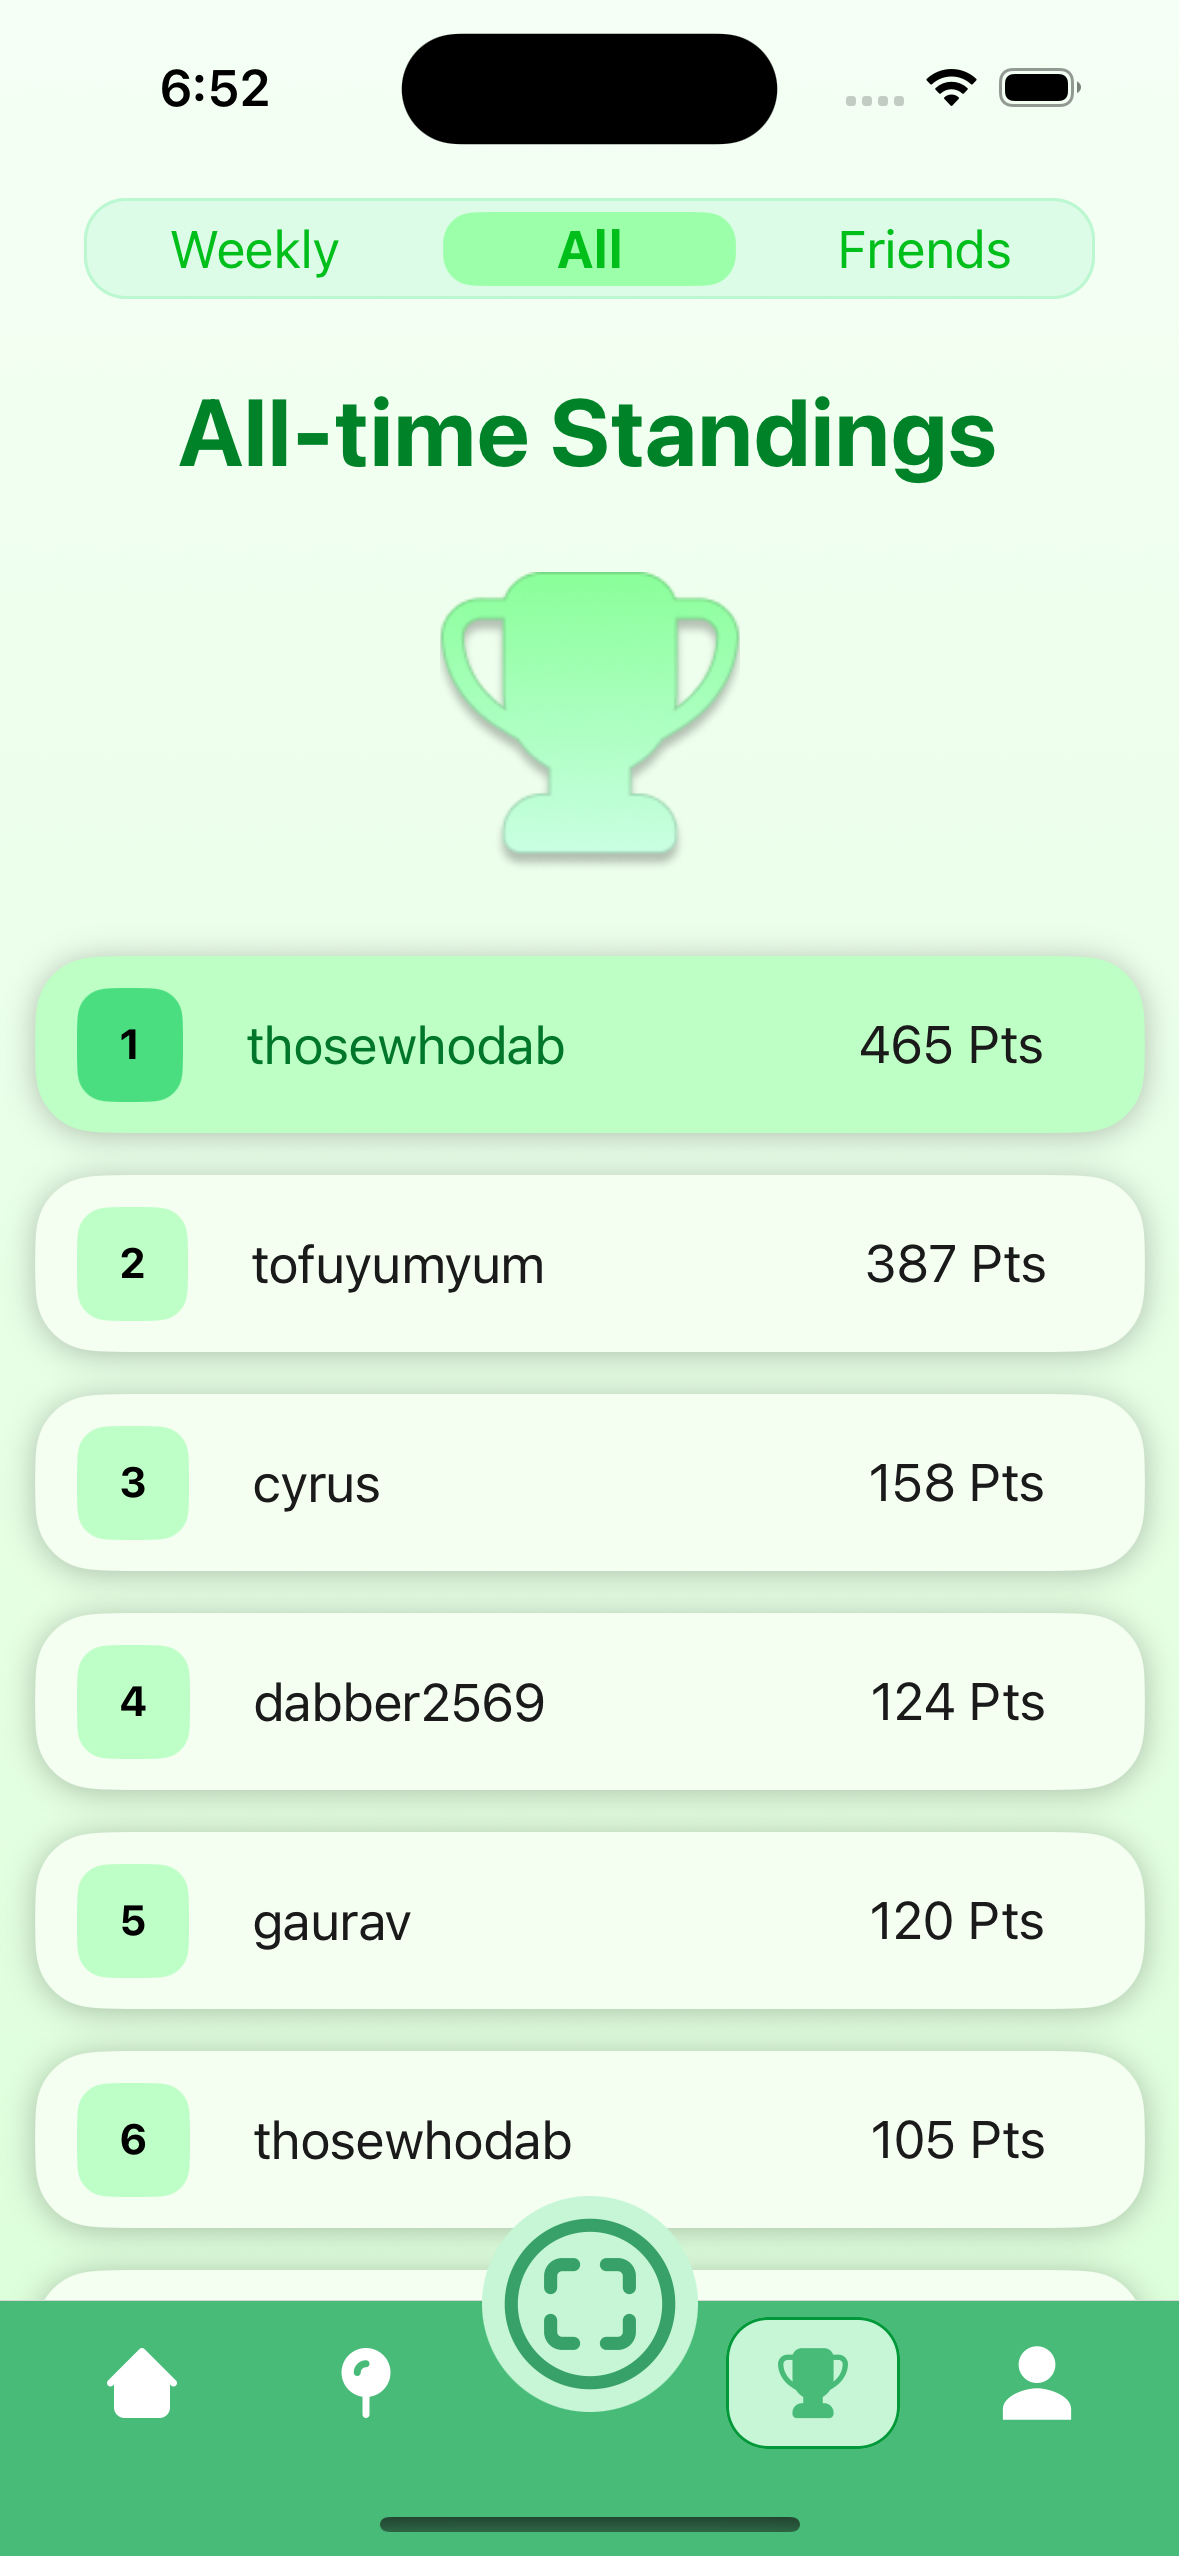 6:52
Weekly All Friends
All-time Standings
1 thosewhodab 465 Pts
2 tofuyumyum 387 Pts
3 cyrus 158 Pts
4 dabber2569 124 Pts
5 gaurav 120 Pts
6 thosewhodab 105 Pts